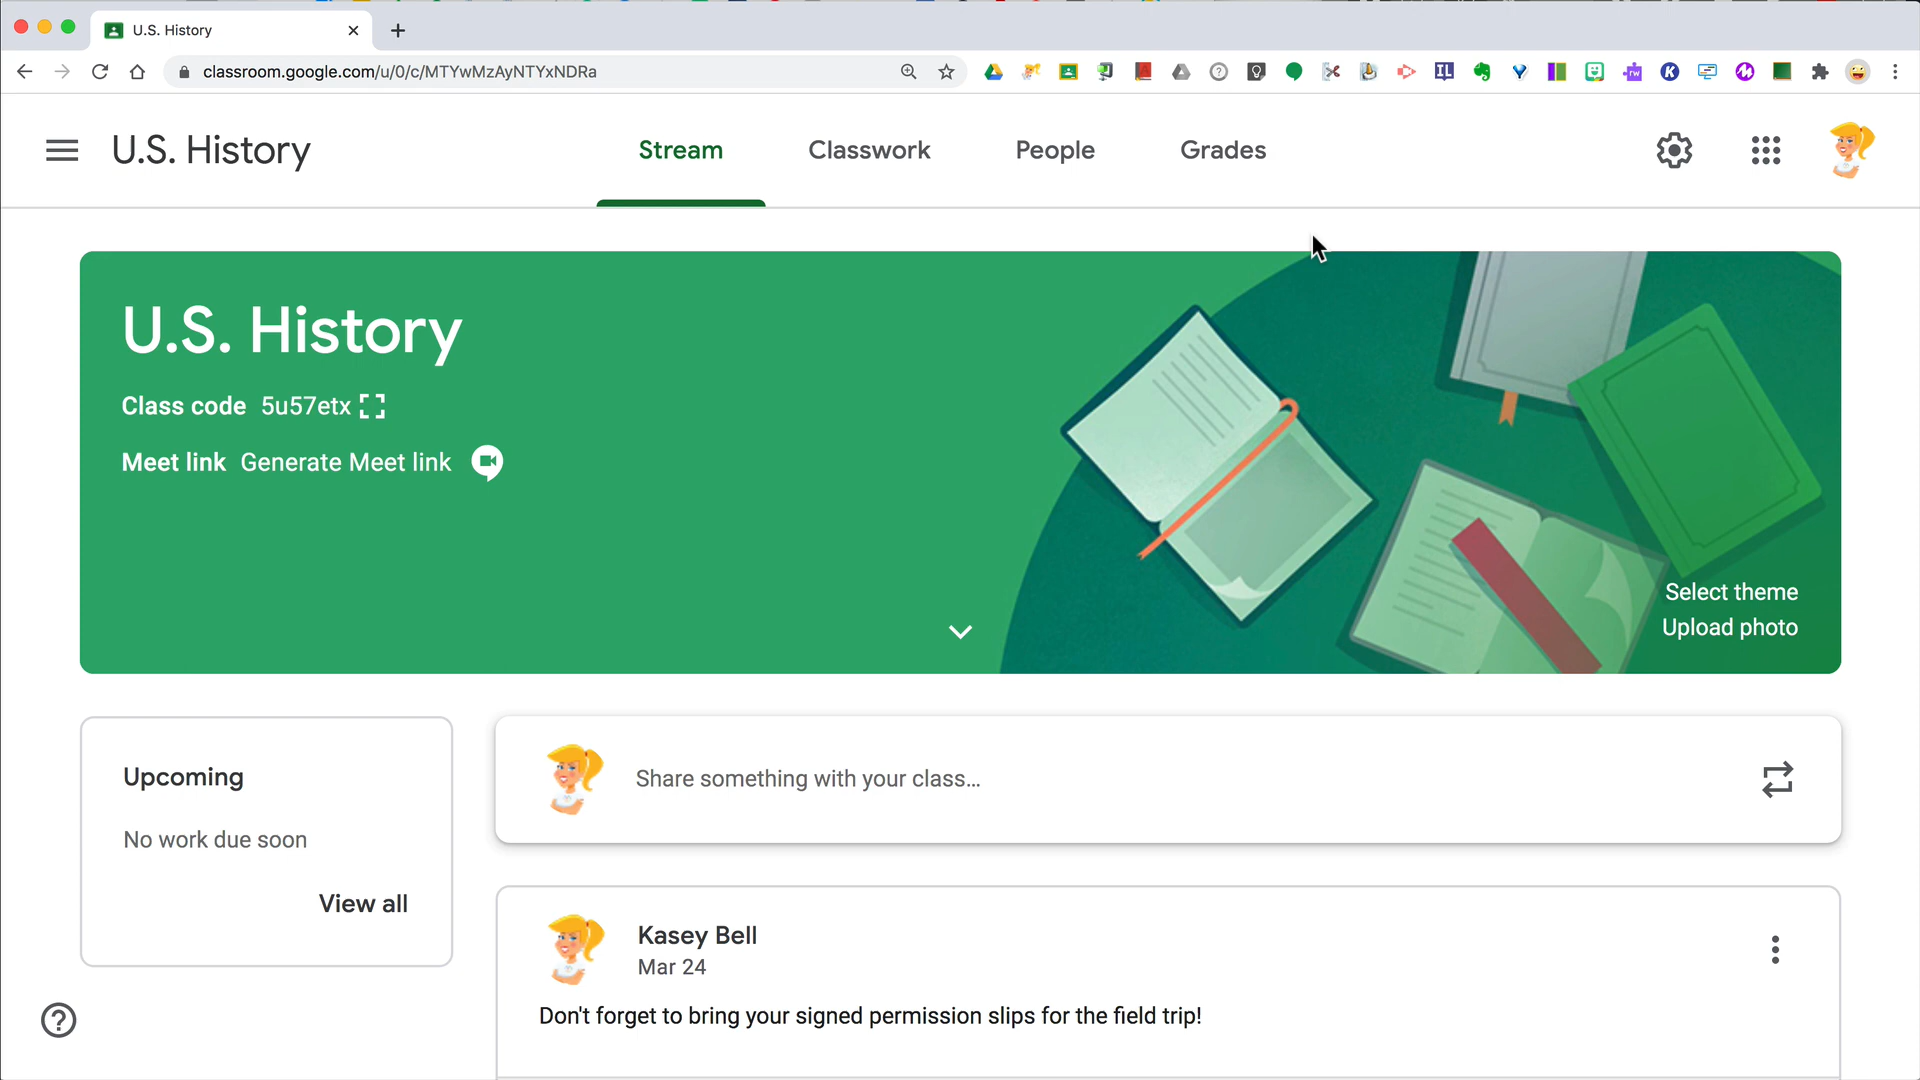 U.S. History
classroom.google.com/u/0/c/MTYwMzAyNTYxNDRa
IL
rw
K
U.S. History
Stream
Classwork
People
Grades
U.S. History
Class code 5u57etx
Meet link Generate Meet link
Select theme
Upload photo
Upcoming
No work due soon
View all
Share something with your class...
Kasey Bell
Mar 24
Don't forget to bring your signed permission slips for the field trip!